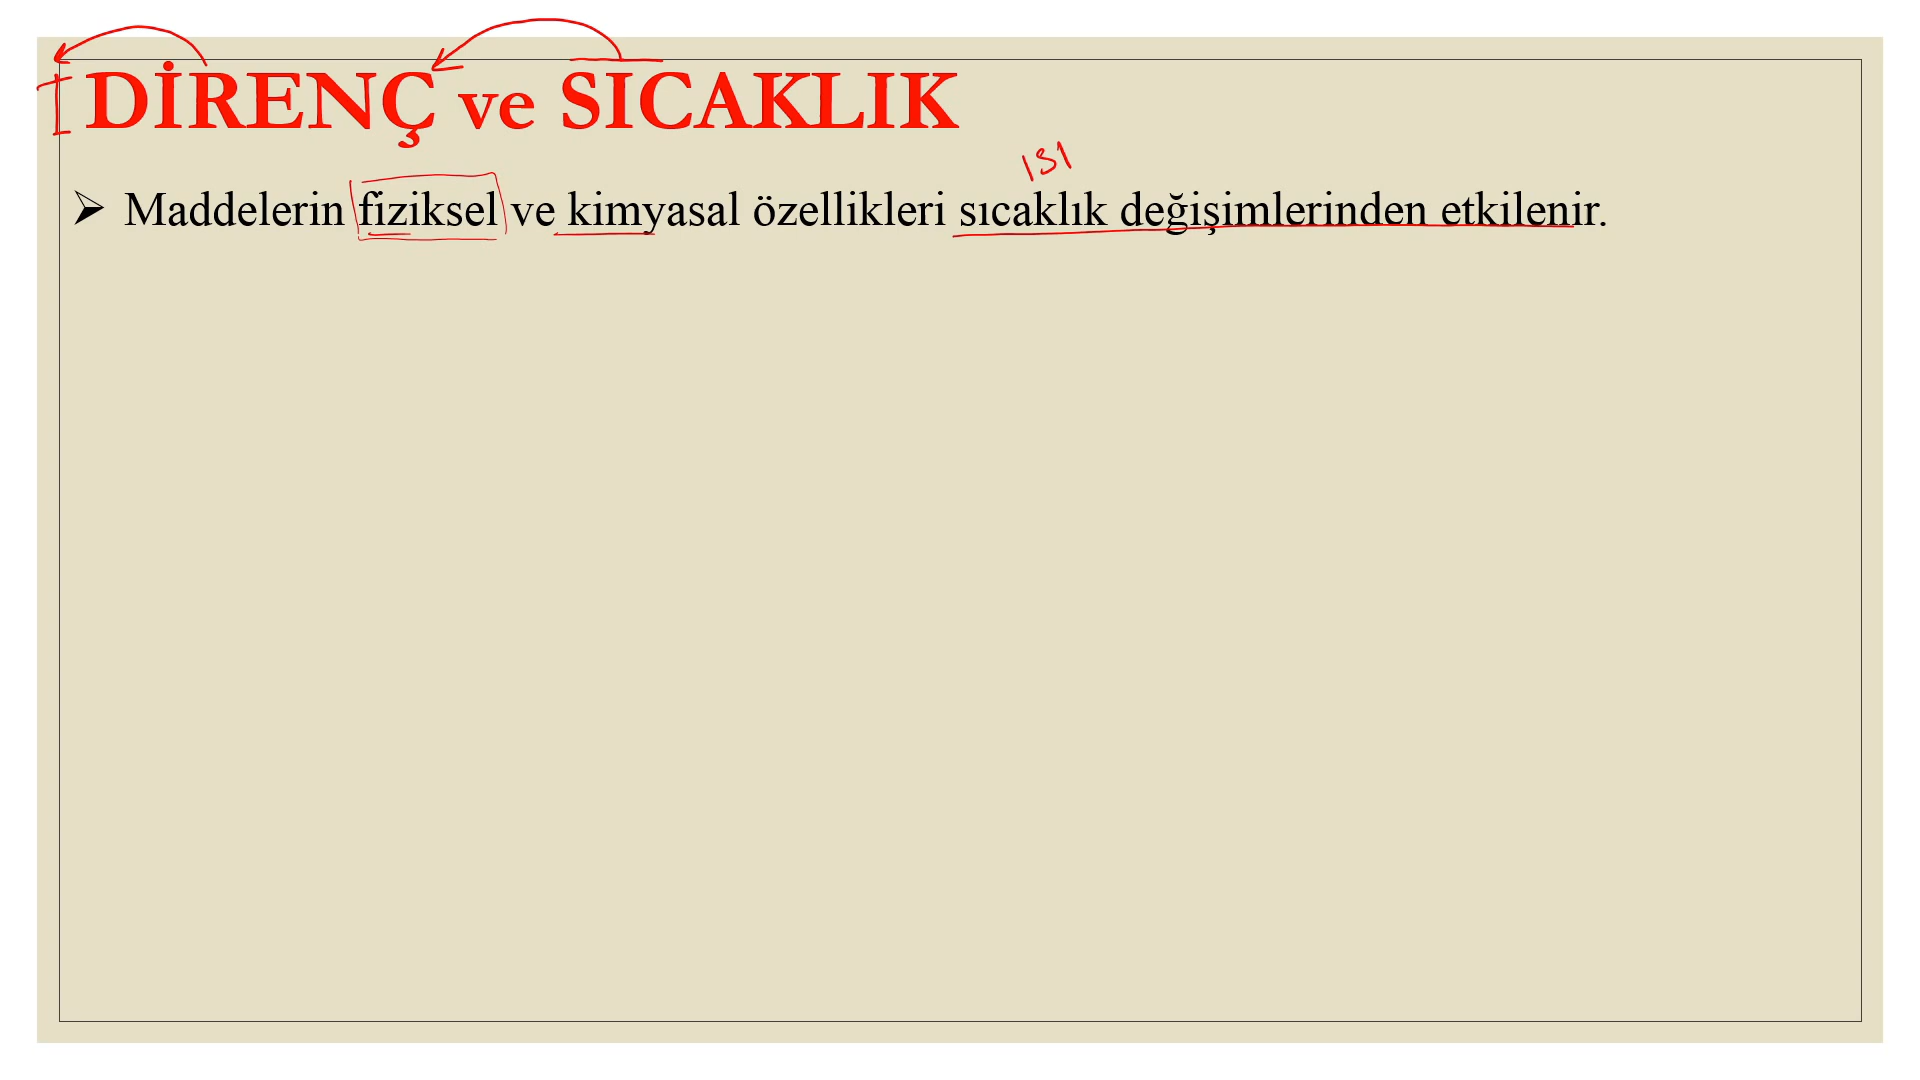 I DİRENÇ ve SICAKLIK
ısı
➢ Maddelerin fiziksel ve kimyasal özellikleri sıcaklık değişimlerinden etkilenir.